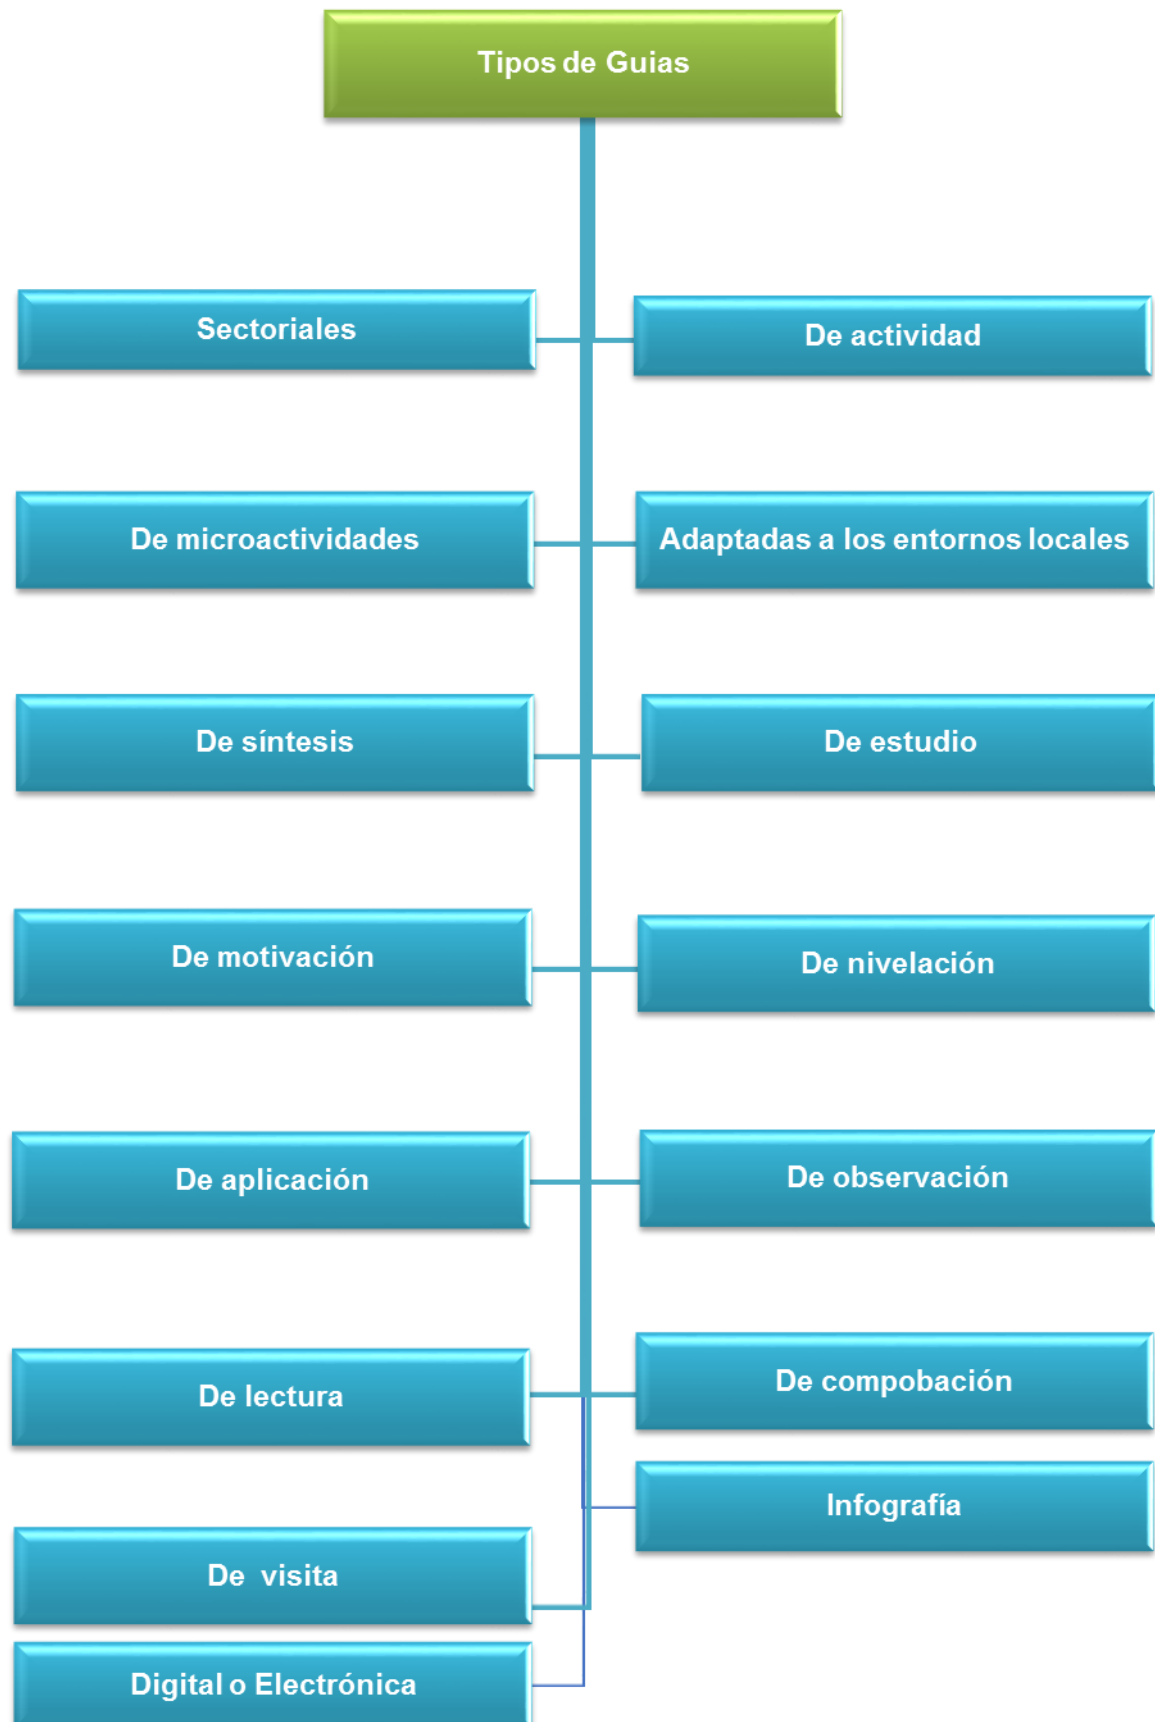 Tipos de Guias
Sectoriales
De actividad
De microactividades
Adaptadas a los entornos locales
De síntesis
De estudio
De motivación
De nivelación
De aplicación
De observación
De lectura
De compobación
Infografía
De visita
Digital o Electrónica